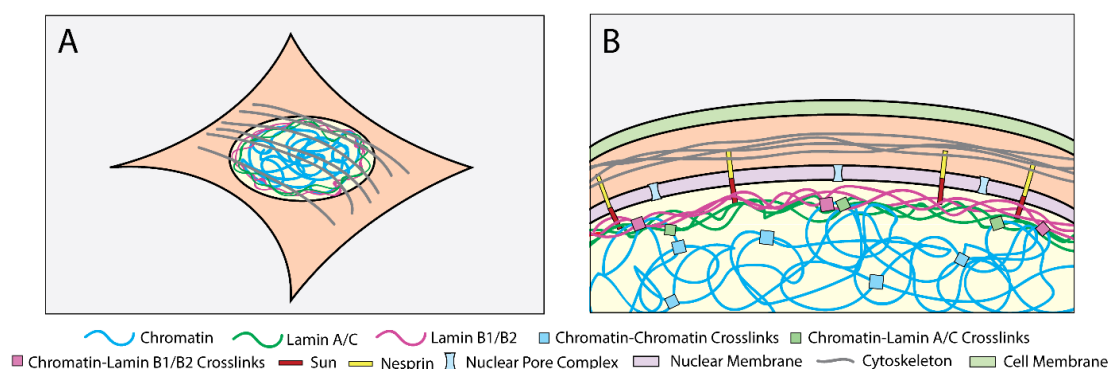 A
B
Chromatin Lamin A/C Lamin B1/B2 Chromatin-Chromatin Crosslinks Chromatin-Lamin A/C Crosslinks
Chromatin-Lamin B1/B2 Crosslinks Sun Nesprin Nuclear Pore Complex Nuclear Membrane Cytoskeleton Cell Membrane